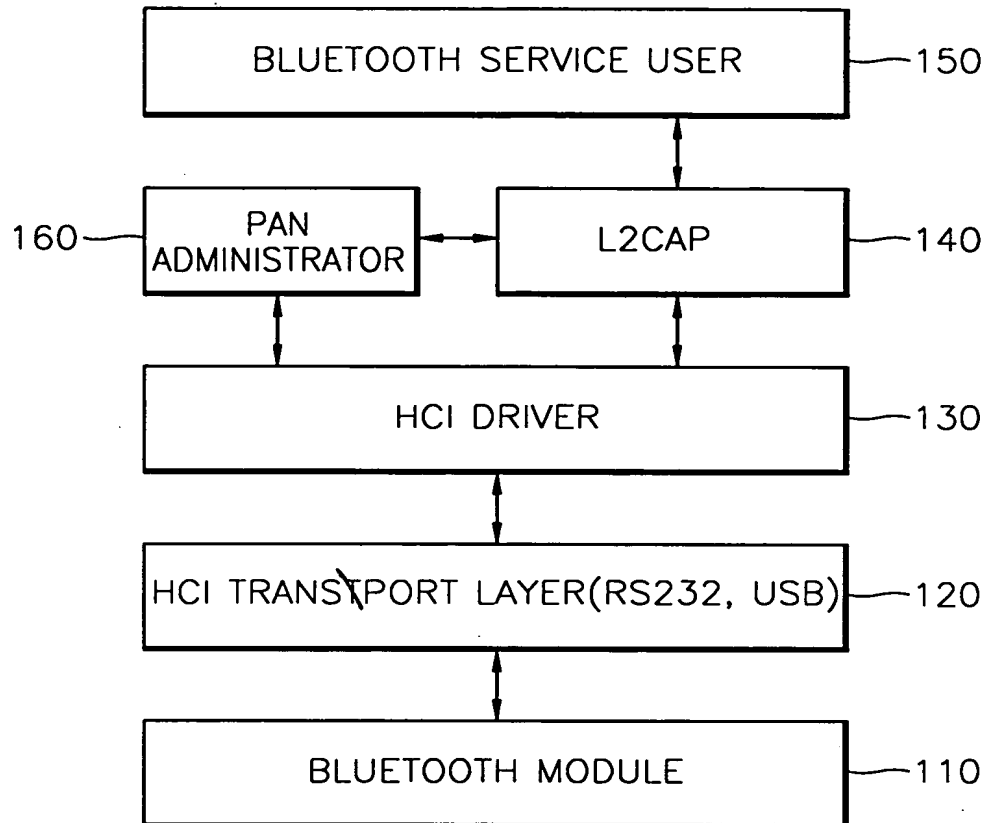 BLUETOOTH SERVICE USER
150
160
PAN
ADMINISTRATOR
L2CAP
140
HCI DRIVER
130
HCI TRANSTPORT LAYER(RS232, USB)
120
BLUETOOTH MODULE
110